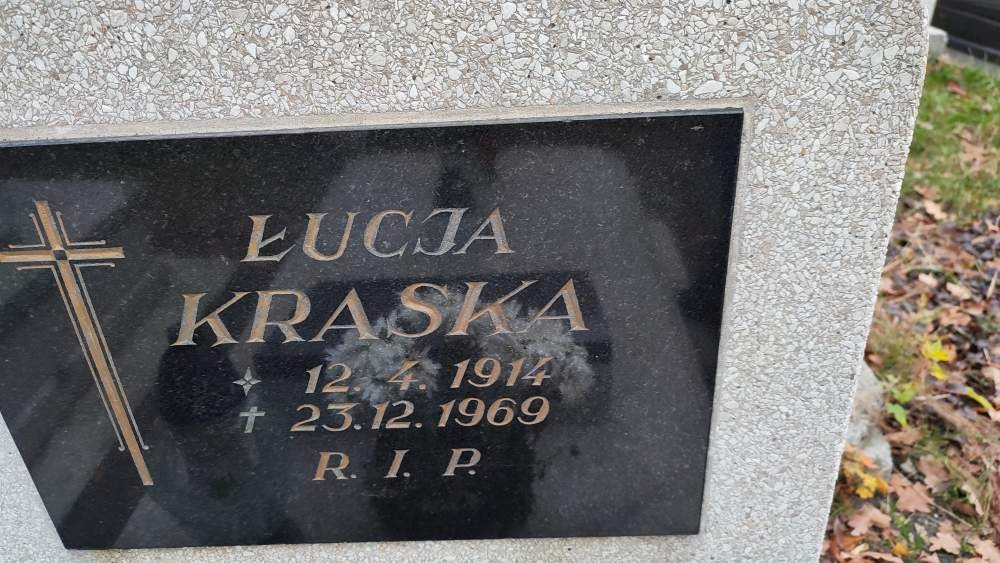 ŁUCJA
KRASKA
12. 4. 1914
23.12. 1969
R. I. P.